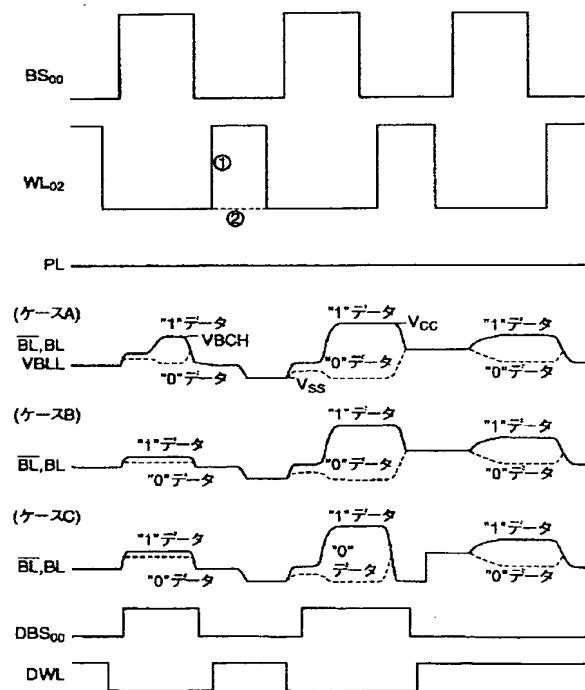 BS₀₀
WL₀₂
①
②
PL
(ケースA)
"1"データ
VBCH
"1"データ
VCC
"1"データ
B̅L̅,BL
VBLL
"0"データ
VSS
"0"データ
"0"データ
(ケースB)
"1"データ
"1"データ
"1"データ
B̅L̅,BL
"0"データ
"0"データ
"0"データ
(ケースC)
"1"データ
"1"データ
"1"データ
B̅L̅,BL
"0"データ
"0"
データ
"0"データ
DBS₀₀
DWL